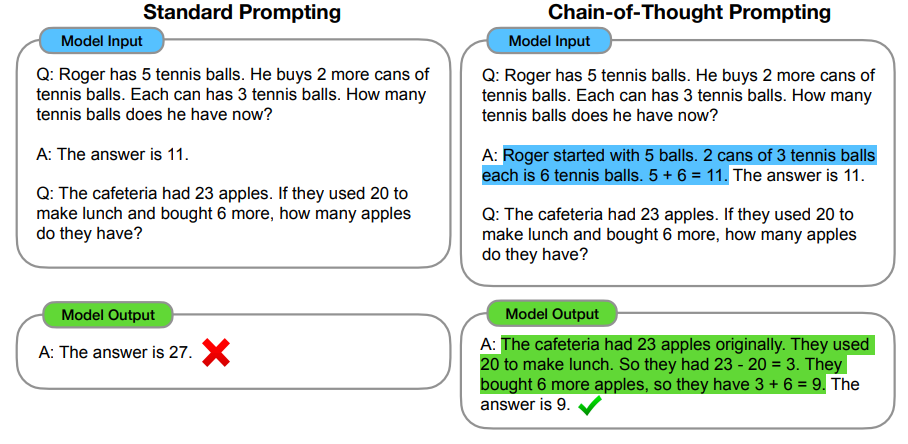 Standard Prompting
Model Input
Q: Roger has 5 tennis balls. He buys 2 more cans of
tennis balls. Each can has 3 tennis balls. How many
tennis balls does he have now?
A: The answer is 11.
Q: The cafeteria had 23 apples. If they used 20 to
make lunch and bought 6 more, how many apples
do they have?
Model Output
A: The answer is 27.
Chain-of-Thought Prompting
Model Input
Q: Roger has 5 tennis balls. He buys 2 more cans of
tennis balls. Each can has 3 tennis balls. How many
tennis balls does he have now?
A: Roger started with 5 balls. 2 cans of 3 tennis balls
each is 6 tennis balls. 5 + 6 = 11. The answer is 11.
Q: The cafeteria had 23 apples. If they used 20 to
make lunch and bought 6 more, how many apples
do they have?
Model Output
A: The cafeteria had 23 apples originally. They used
20 to make lunch. So they had 23 - 20 = 3. They
bought 6 more apples, so they have 3 + 6 = 9. The
answer is 9.